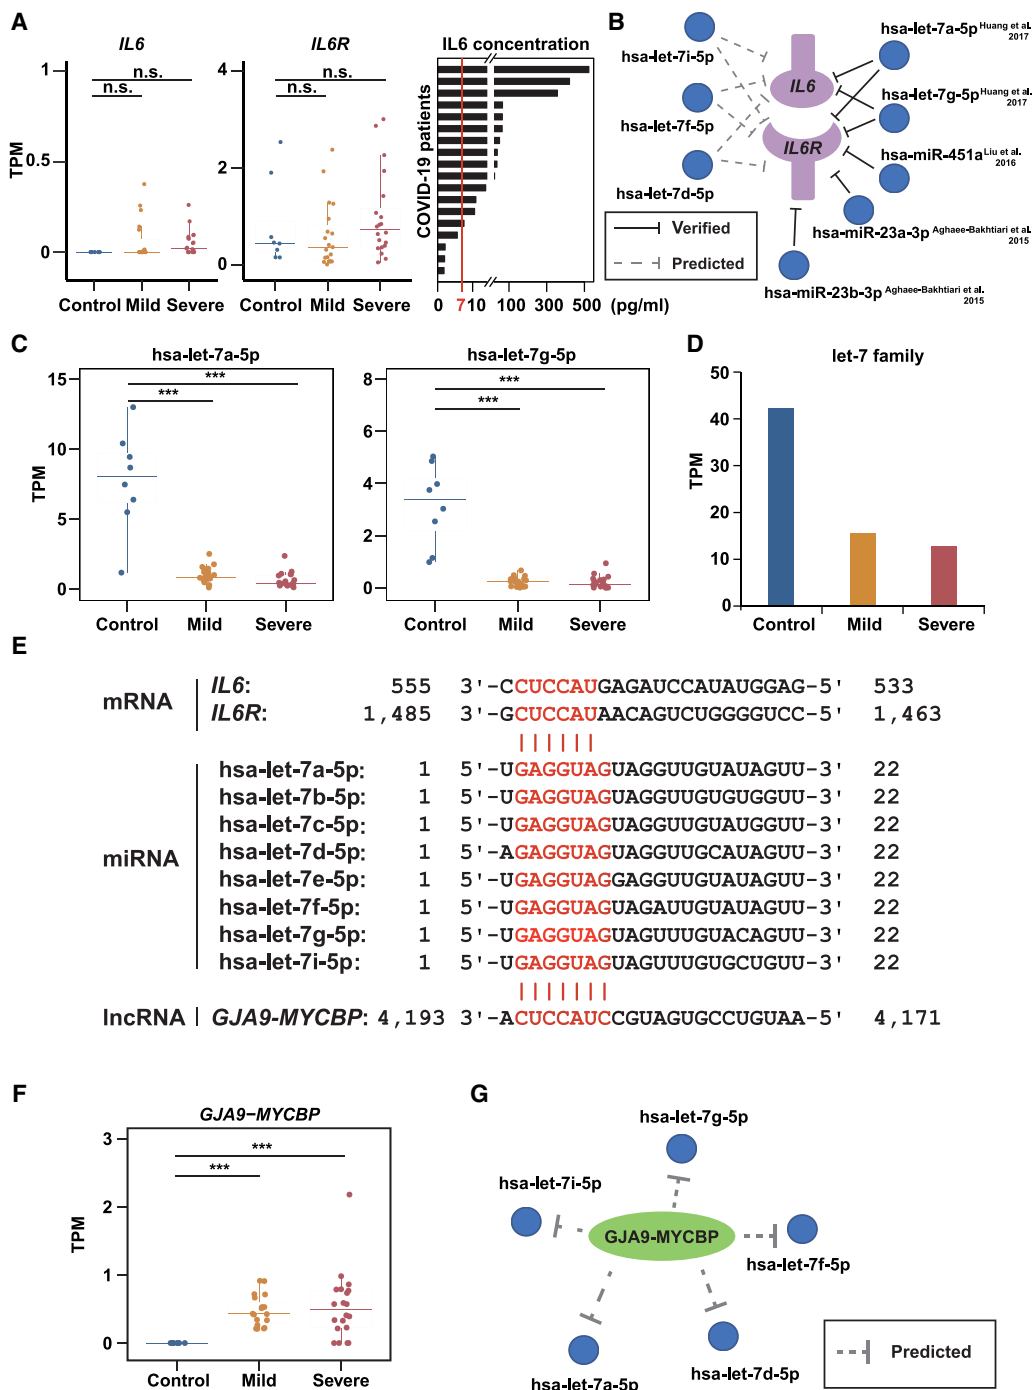 A
IL6
IL6R
IL6 concentration
TPM
1
0.5
0
n.s.
n.s.
Control Mild Severe
4
2
0
n.s.
n.s.
Control Mild Severe
COVID-19 patients
0 7 10 100 300 500 (pg/ml)
B
hsa-let-7i-5p
hsa-let-7f-5p
hsa-let-7d-5p
IL6
IL6R
hsa-let-7a-5p Huang et al. 2017
hsa-let-7g-5p Huang et al. 2017
hsa-miR-451a Liu et al. 2016
hsa-miR-23a-3p Aghaee-Bakhtiari et al. 2015
hsa-miR-23b-3p Aghaee-Bakhtiari et al. 2015
Verified
Predicted
C
hsa-let-7a-5p
TPM
15
10
5
0
***
***
Control Mild Severe
hsa-let-7g-5p
8
6
4
2
0
***
***
Control Mild Severe
D
let-7 family
TPM
50
40
30
20
10
0
Control Mild Severe
E
mRNA
IL6: 555 3'-CCUCCAUGAGAUCCAUAUGGAG-5' 533
IL6R: 1,485 3'-GCUCCAUAACAGUCUGGGGUCC-5' 1,463
miRNA
hsa-let-7a-5p: 1 5'-UGAGGUAGUAGGUUGUAUAGUU-3' 22
hsa-let-7b-5p: 1 5'-UGAGGUAGUAGGUUGUGUGGUU-3' 22
hsa-let-7c-5p: 1 5'-UGAGGUAGUAGGUUGUAUGGUU-3' 22
hsa-let-7d-5p: 1 5'-AGAGGUAGUAGGUUGCAUAGUU-3' 22
hsa-let-7e-5p: 1 5'-UGAGGUAGGAGGUUGUAUAGUU-3' 22
hsa-let-7f-5p: 1 5'-UGAGGUAGUAGAUUGUAUAGUU-3' 22
hsa-let-7g-5p: 1 5'-UGAGGUAGUAGUUUGUACAGUU-3' 22
hsa-let-7i-5p: 1 5'-UGAGGUAGUAGUUUGUGCUGUU-3' 22
lncRNA GJA9-MYCBP: 4,193 3'-ACUCCAUCCGUAGUGCCUGUAA-5' 4,171
F
GJA9−MYCBP
TPM
3
2
1
0
***
***
Control Mild Severe
G
hsa-let-7g-5p
hsa-let-7i-5p
GJA9-MYCBP
hsa-let-7f-5p
hsa-let-7a-5p
hsa-let-7d-5p
Predicted